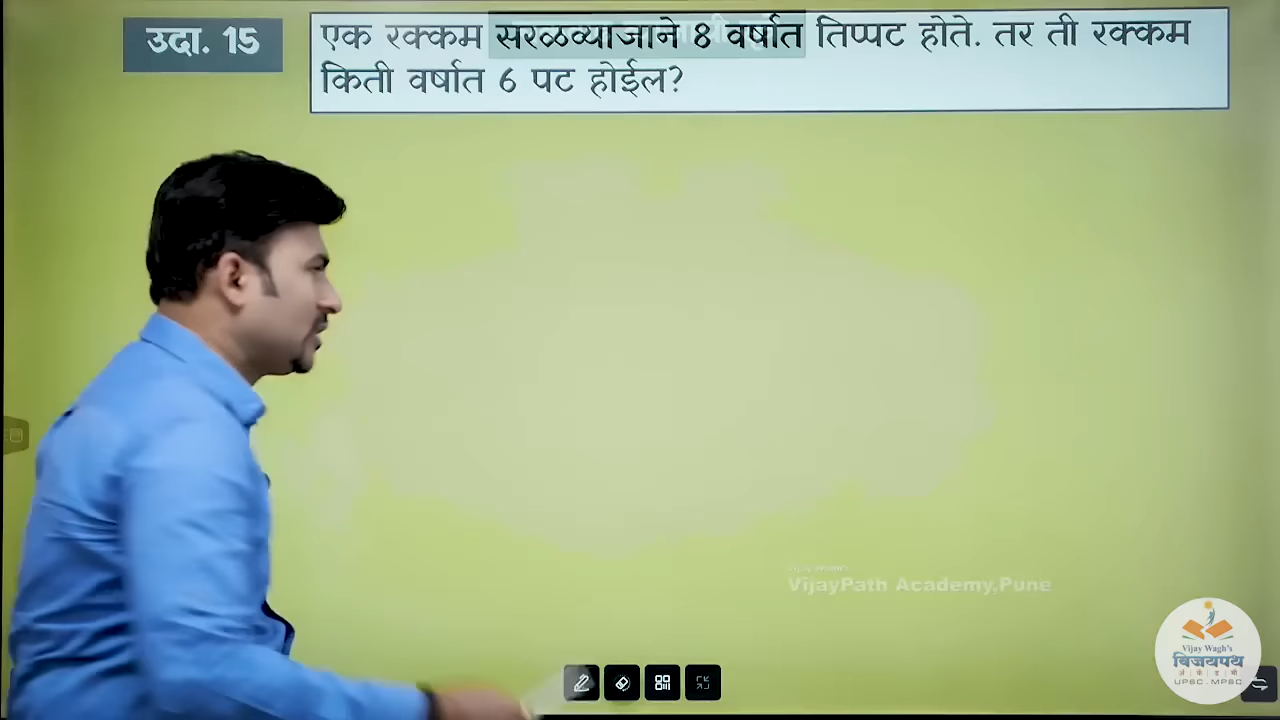 उदा. 15
एक रक्कम सरळव्याजाने 8 वर्षात तिप्पट होते. तर ती रक्कम
किती वर्षात 6 पट होईल?
VijayPath Academy,Pune
Vijay Wagh's
विजयपथ
UPSC - MPSC